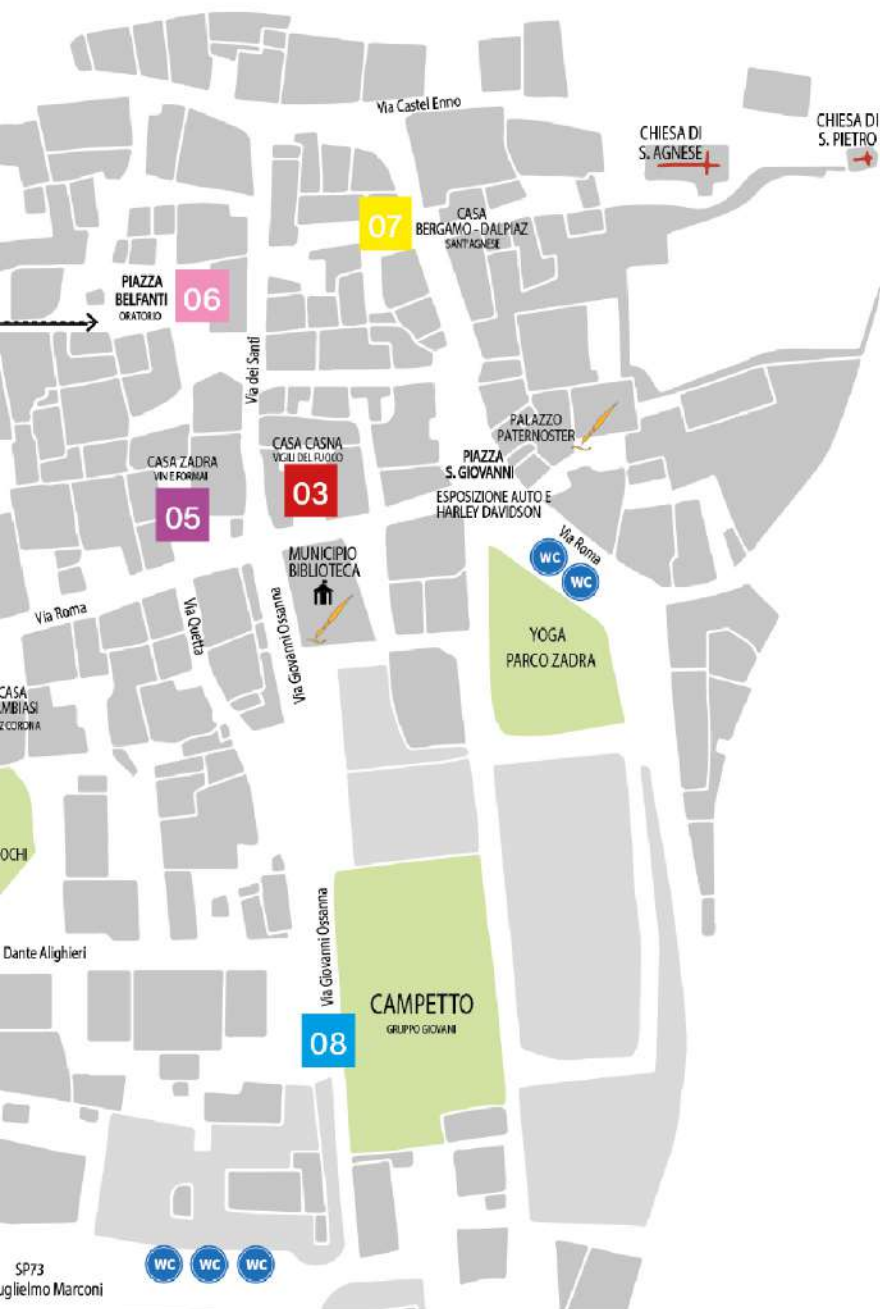 Via Castel Enno
CHIESA DI
S. AGNESE
CHIESA DI
S. PIETRO
07
CASA
BERGAMO - DALPIAZ
SANT'AGNESE
PIAZZA
BELFANTI
ORATORIO
06
Via dei Santi
PALAZZO
PATERNOSTER
CASA ZADRA
VIN E FORMAI
05
CASA CASNA
VIGILI DEL FUOCO
03
PIAZZA
S. GIOVANNI
ESPOSIZIONE AUTO E
HARLEY DAVIDSON
Via Roma
WC
WC
MUNICIPIO
BIBLIOTECA
Via Roma
Via Quetta
Via Giovanni Ossanna
YOGA
PARCO ZADRA
CASA
MBIASI
Z CORONA
OCHI
Dante Alighieri
Via Giovanni Ossanna
CAMPETTO
GRUPPO GIOVANI
08
WC
WC
WC
SP73
uglielmo Marconi